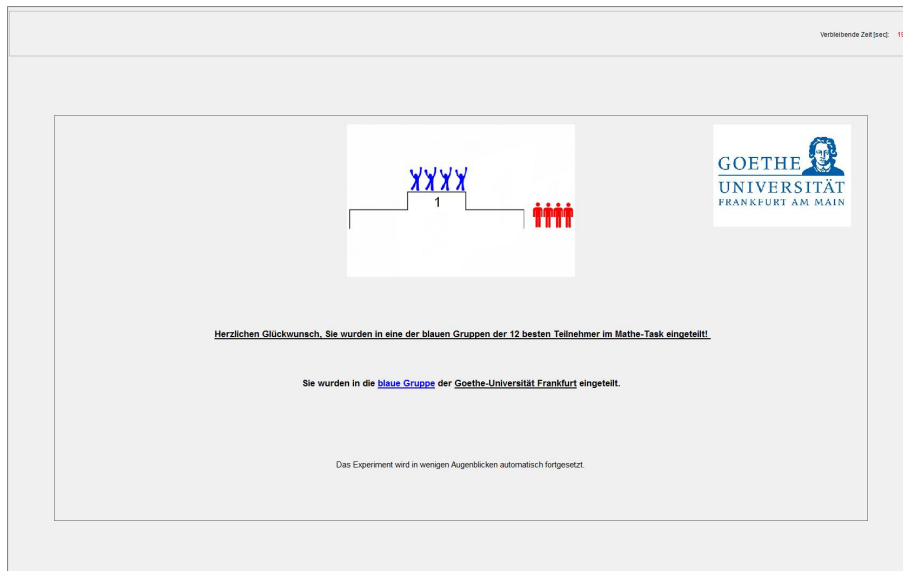 Verbleibende Zeit [sec]: 19
1
GOETHE
UNIVERSITÄT
FRANKFURT AM MAIN
Herzlichen Glückwunsch, Sie wurden in eine der blauen Gruppen der 12 besten Teilnehmer im Mathe-Task eingeteilt!
Sie wurden in die blaue Gruppe der Goethe-Universität Frankfurt eingeteilt.
Das Experiment wird in wenigen Augenblicken automatisch fortgesetzt.